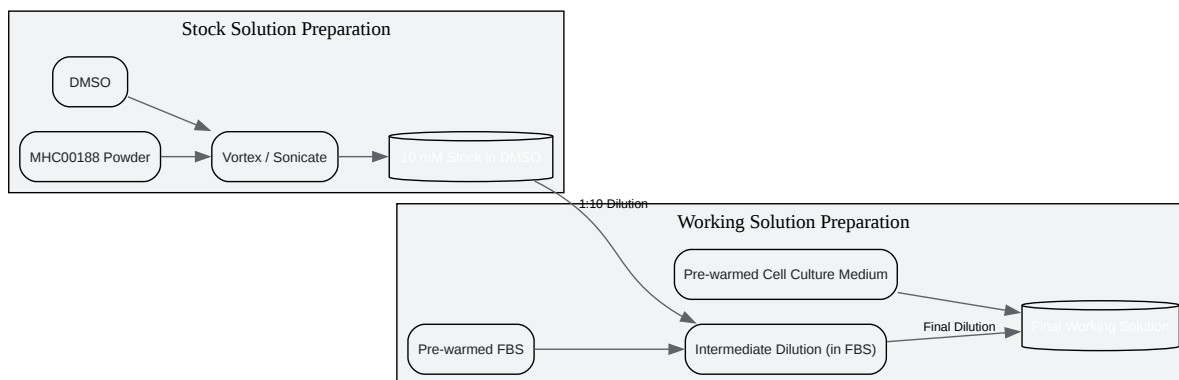 Stock Solution Preparation
DMSO
MHC00188 Powder
Vortex / Sonicate
10 mM Stock in DMSO
1:10 Dilution
Working Solution Preparation
Pre-warmed Cell Culture Medium
Pre-warmed FBS
Intermediate Dilution (in FBS)
Final Dilution
Final Working Solution